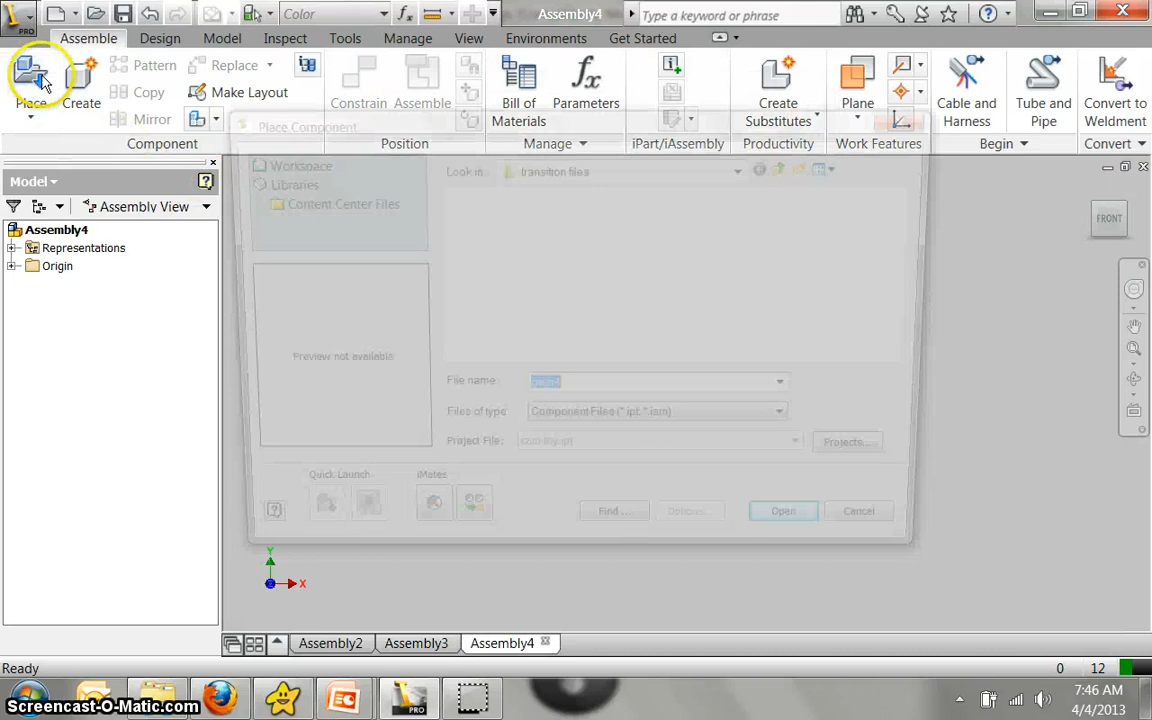 Color
Assembly4
Type a keyword or phrase
PRO
Assemble
Design
Model
Inspect
Tools
Manage
View
Environments
Get Started
Place
Create
Pattern
Copy
Mirror
Replace
Make Layout
Constrain
Assemble
Bill of
Materials
Parameters
Create
Substitutes
Plane
Cable and
Harness
Tube and
Pipe
Convert to
Weldment
Component
Position
Manage
iPart/iAssembly
Productivity
Work Features
Begin
Convert
Place Component
Workspace
Libraries
Content Center Files
Look in:
transition files
Preview not available
File name:
Files of type
Component Files (*.ipt; *.iam)
Project File:
Projects...
Quick Launch
iMates
Find ...
Options...
Open
Cancel
Model
Assembly View
Assembly4
Representations
Origin
FRONT
Y
X
Assembly2
Assembly3
Assembly4
Ready
0
12
PRO
7:46 AM
4/4/2013
Screencast-O-Matic.com